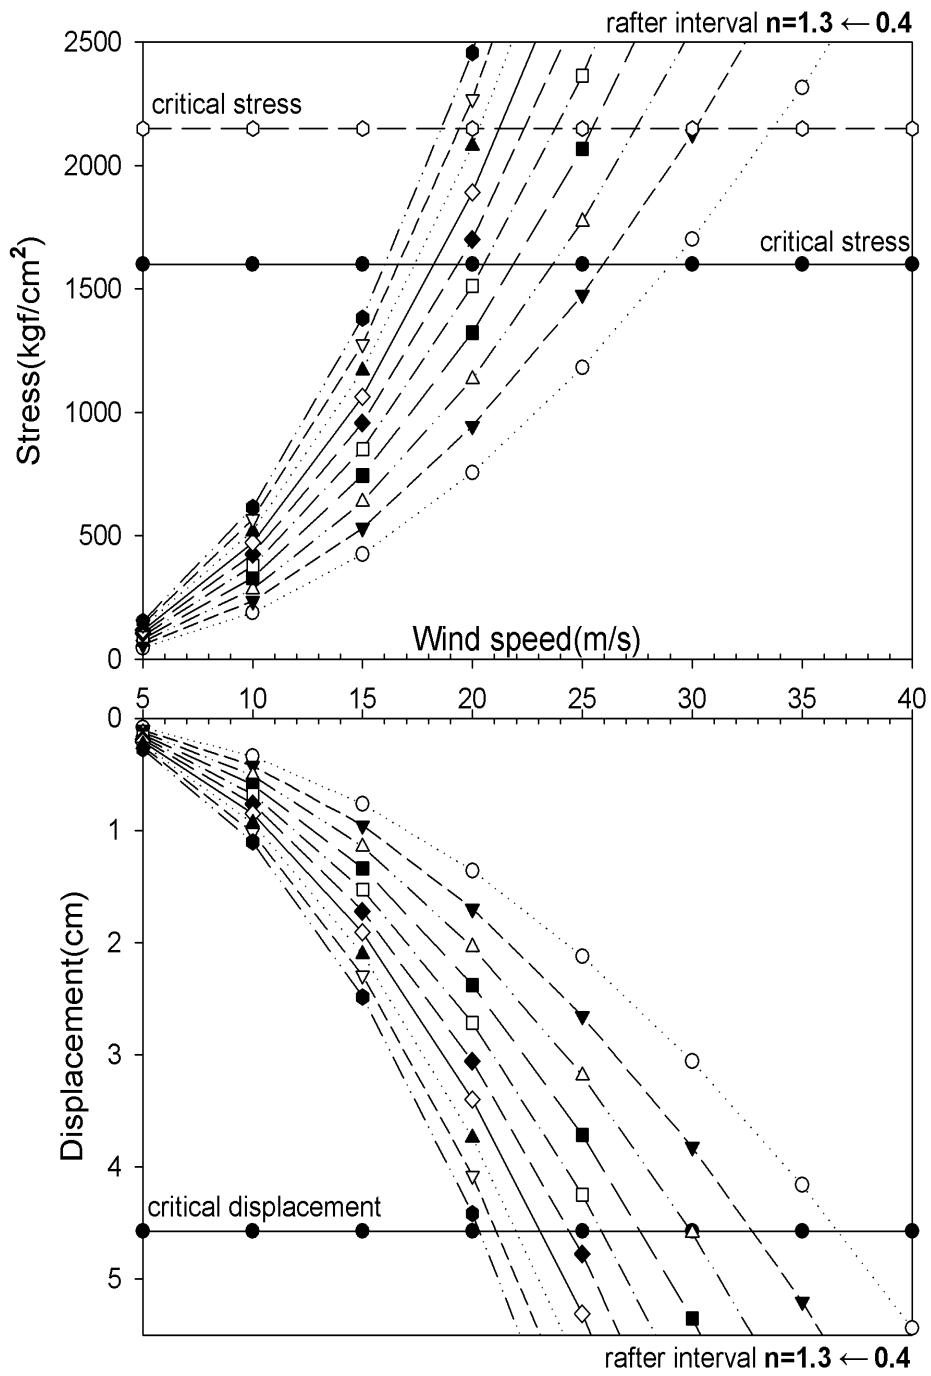 rafter interval n=1.3 ← 0.4
2500
critical stress
2000
critical stress
1500
Stress(kgf/cm²)
1000
500
Wind speed(m/s)
0
5 10 15 20 25 30 35 40
0
1
2
Displacement(cm)
3
4
critical displacement
5
rafter interval n=1.3 ← 0.4